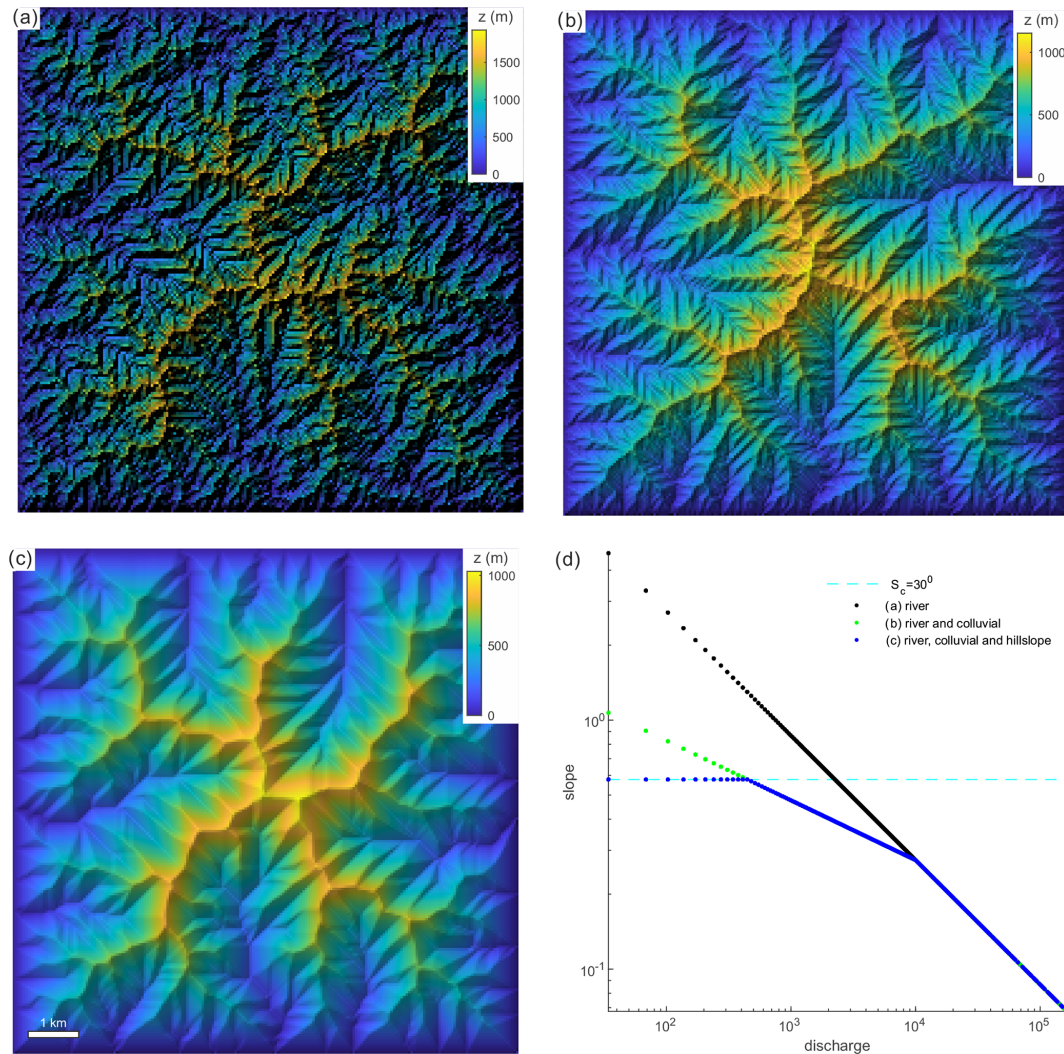 (a)
z (m)
1500
1000
500
0
(b)
z (m)
1000
500
0
(c)
z (m)
1000
500
0
1 km
(d)
S_c=30^0
(a) river
(b) river and colluvial
(c) river, colluvial and hillslope
slope
10^0
10^-1
10^2
10^3
10^4
10^5
discharge